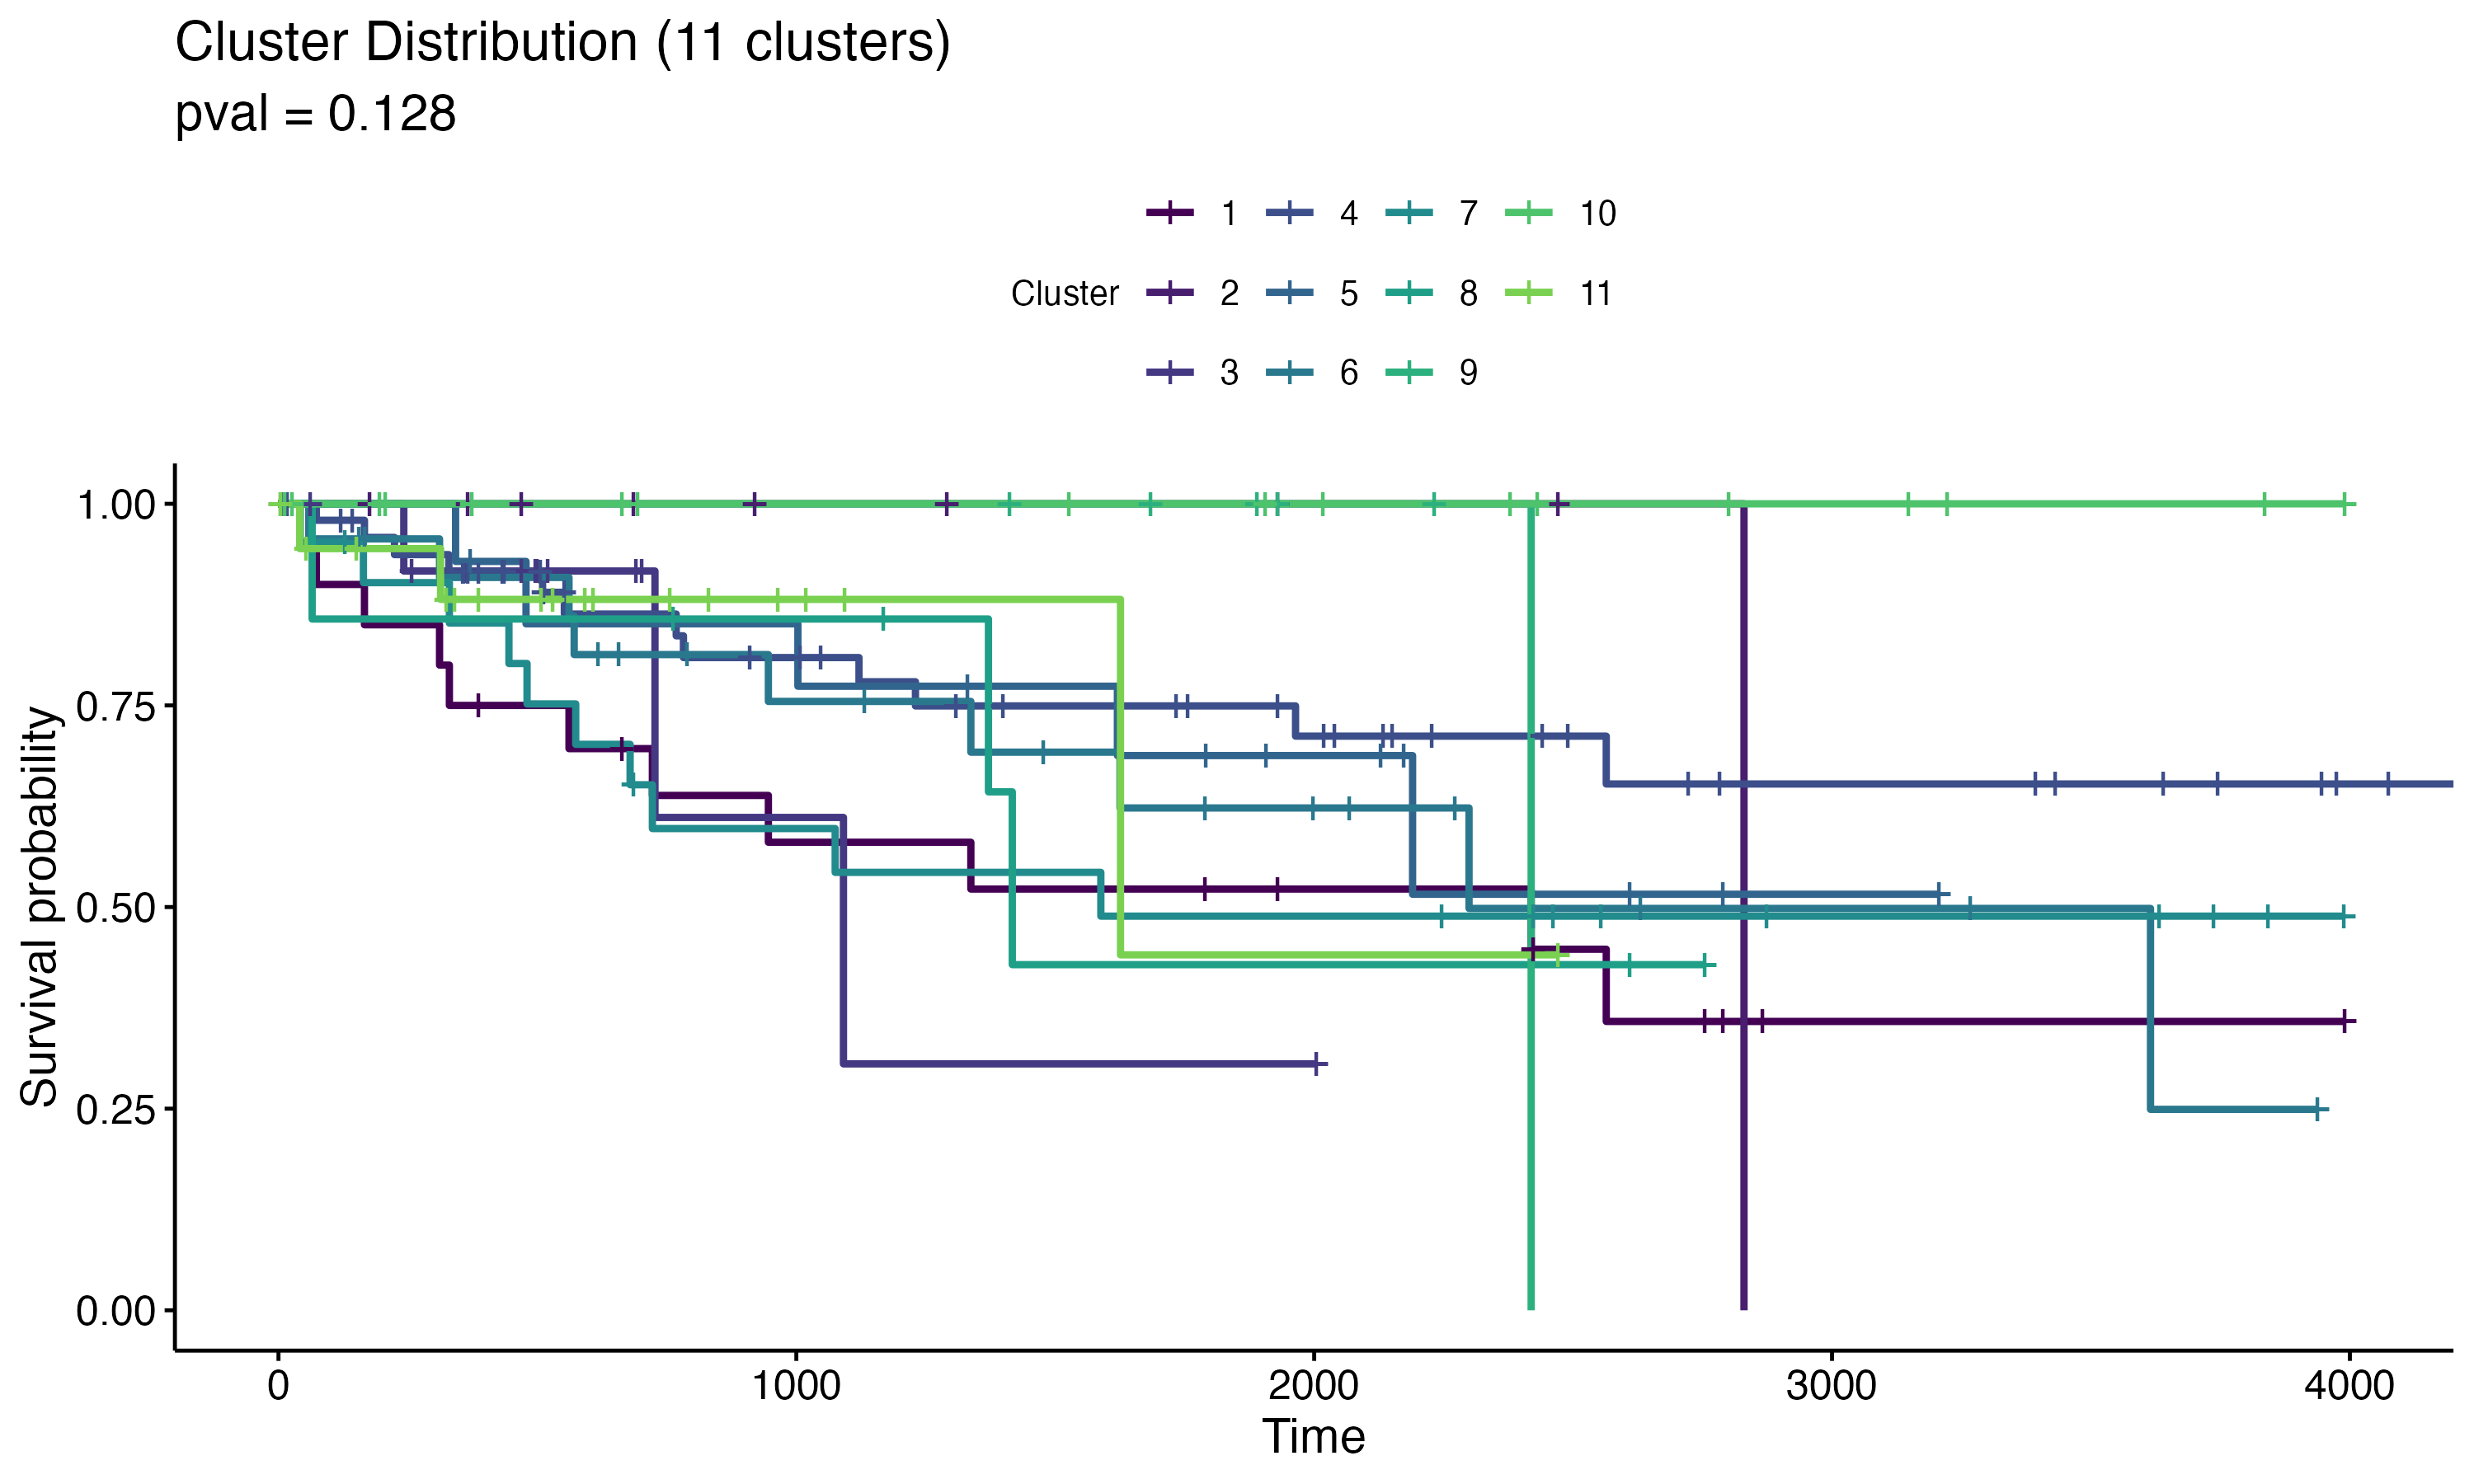 Cluster Distribution (11 clusters)
pval = 0.128
1 4 7 10
Cluster 2 5 8 11
3 6 9
Survival probability
1.00
0.75
0.50
0.25
0.00
0 1000 2000 3000 4000
Time